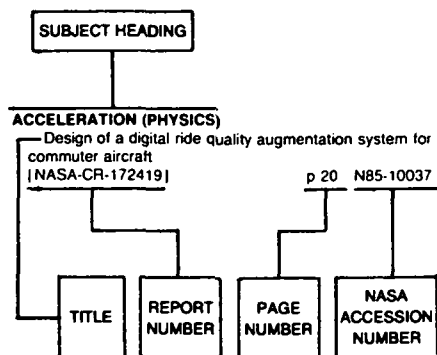 SUBJECT HEADING
ACCELERATION (PHYSICS)
Design of a digital ride quality augmentation system for
commuter aircraft
[NASA-CR-172419] p 20 N85-10037
TITLE
REPORT
NUMBER
PAGE
NUMBER
NASA
ACCESSION
NUMBER